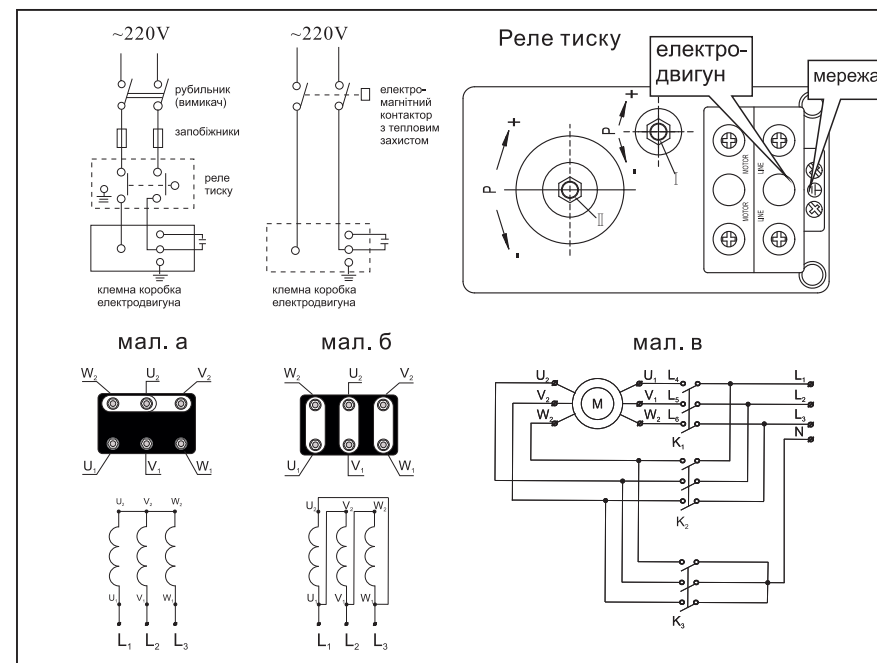 ~220V
~220V
рубильник
(вимикач)
запобіжники
реле
тиску
клемна коробка
електродвигуна
електро-
магнітний
контактор
з тепловим
захистом
клемна коробка
електродвигуна
Реле тиску
електро-
двигун
мережа
+
P
-
+
P
-
I
II
MOTOR
LINE
MOTOR
LINE
мал. а
мал. б
мал. в
W₂ U₂ V₂
U₁ V₁ W₁
U₂ V₂ W₂
U₁ V₁ W₁
L₁ L₂ L₃
W₂ U₂ V₂
U₁ V₁ W₁
U₂ V₂ W₂
U₁ V₁ W₁
L₁ L₂ L₃
U₂ U₁ L₄ L₁
V₂ M V₁ L₅ L₂
W₂ W₂ L₆ L₃
N
K₁
K₂
K₃